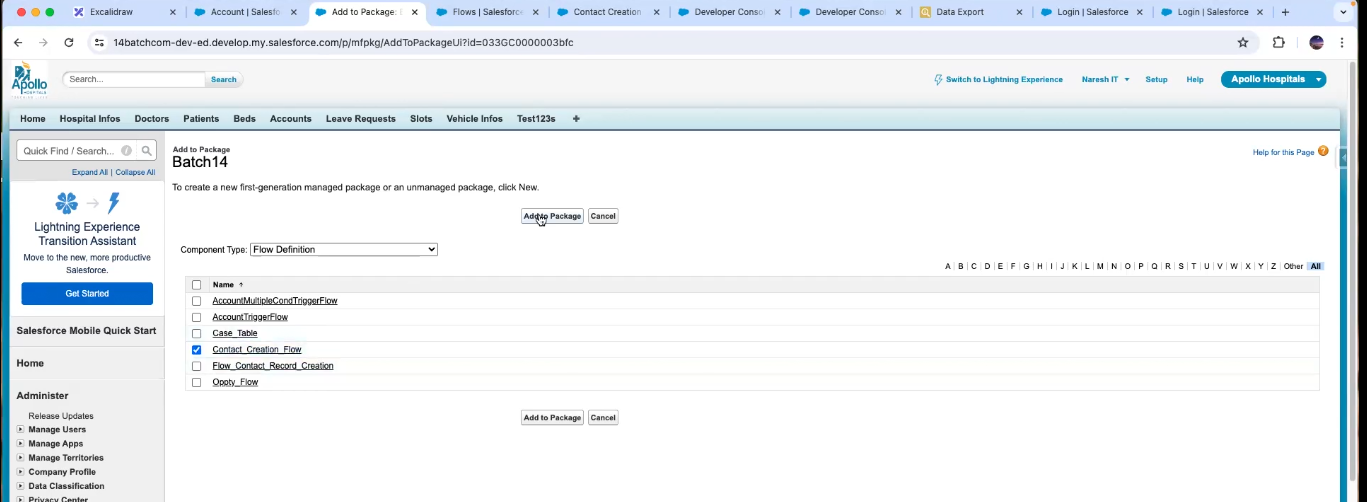 Excalidraw
Account | Salesfo
Add to Package:
Flows | Salesforce
Contact Creation
Developer Conso
Developer Consol
Data Export
Login | Salesforce
Login | Salesforce
14batchcom-dev-ed.develop.my.salesforce.com/p/mfpkg/AddToPackageUi?id=033GC0000003bfc
Apollo
HOSPITALS
Search...
Search
Switch to Lightning Experience
Naresh IT
Setup
Help
Apollo Hospitals
Home Hospital Infos Doctors Patients Beds Accounts Leave Requests Slots Vehicle Infos Test123s +
Quick Find / Search...
Expand All | Collapse All
Lightning Experience
Transition Assistant
Move to the new, more productive
Salesforce.
Get Started
Salesforce Mobile Quick Start
Home
Administer
Release Updates
Manage Users
Manage Apps
Manage Territories
Company Profile
Data Classification
Privacy Center
Add to Package
Batch14
Help for this Page
To create a new first-generation managed package or an unmanaged package, click New.
Add to Package Cancel
Component Type: Flow Definition
A | B | C | D | E | F | G | H | I | J | K | L | M | N | O | P | Q | R | S | T | U | V | W | X | Y | Z | Other All
Name
AccountMultipleCondTriggerFlow
AccountTriggerFlow
Case_Table
Contact_Creation_Flow
Flow_Contact_Record_Creation
Oppty_Flow
Add to Package Cancel